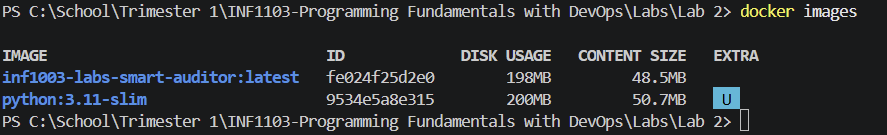 PS C:\School\Trimester 1\INF1103-Programming Fundamentals with DevOps\Labs\Lab 2> docker images
IMAGE ID DISK USAGE CONTENT SIZE EXTRA
inf1003-labs-smart-auditor:latest fe024f25d2e0 198MB 48.5MB
python:3.11-slim 9534e5a8e315 200MB 50.7MB U
PS C:\School\Trimester 1\INF1103-Programming Fundamentals with DevOps\Labs\Lab 2>